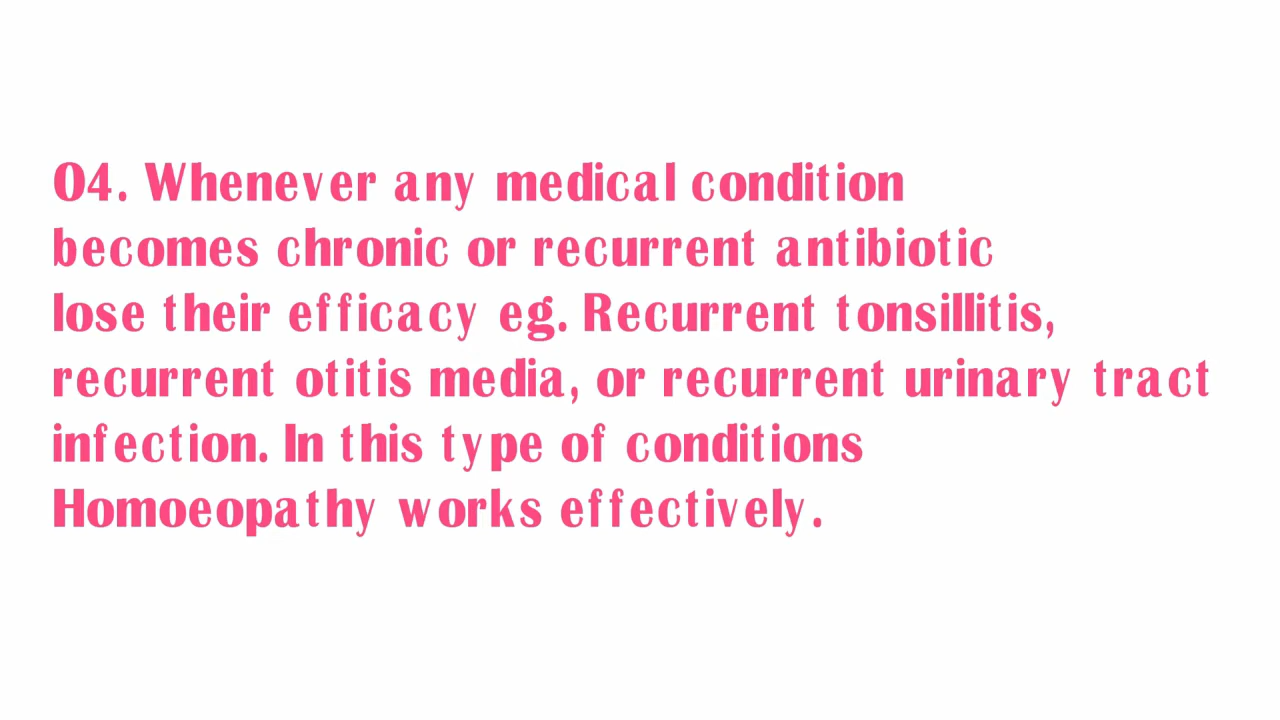 04. Whenever any medical condition
becomes chronic or recurrent antibiotic
lose their efficacy eg. Recurrent tonsillitis,
recurrent otitis media, or recurrent urinary tract
infection. In this type of conditions
Homoeopathy works effectively.